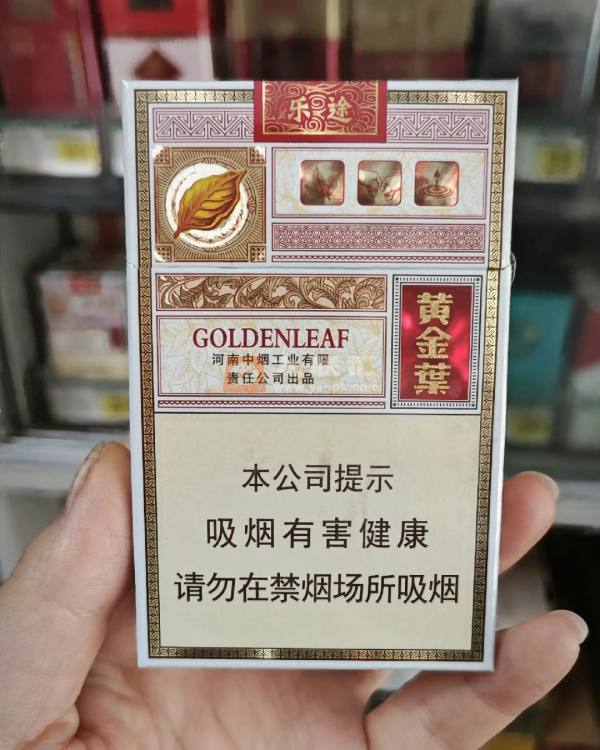 乐途
GOLDENLEAF
河南中烟工业有限
责任公司出品
黄金葉
本公司提示
吸烟有害健康
请勿在禁烟场所吸烟